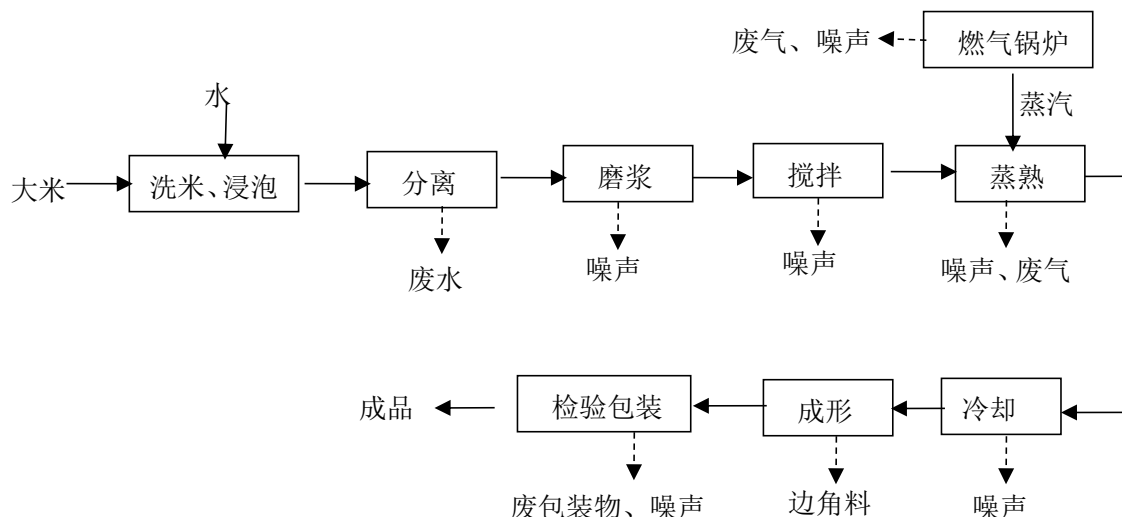 废气、噪声
燃气锅炉
水
蒸汽
大米
洗米、浸泡
分离
磨浆
搅拌
蒸熟
废水
噪声
噪声
噪声、废气
成品
检验包装
成形
冷却
废包装物、噪声
边角料
噪声